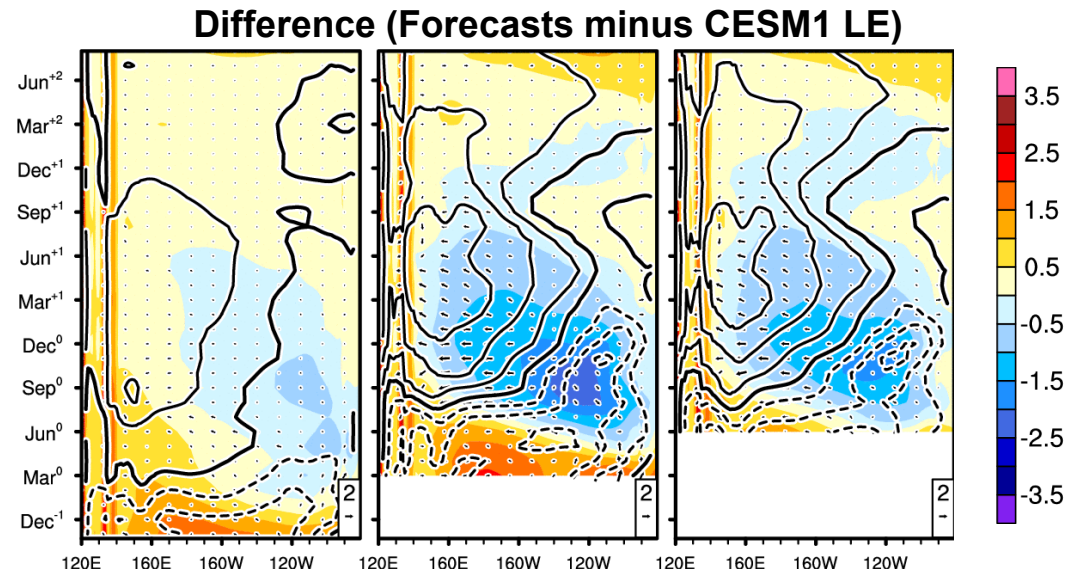 Difference (Forecasts minus CESM1 LE)
Jun+2
Mar+2
Dec+1
Sep+1
Jun+1
Mar+1
Dec0
Sep0
Jun0
Mar0
Dec-1
2
2
2
120E 160E 160W 120W
120E 160E 160W 120W
120E 160E 160W 120W
3.5
2.5
1.5
0.5
-0.5
-1.5
-2.5
-3.5